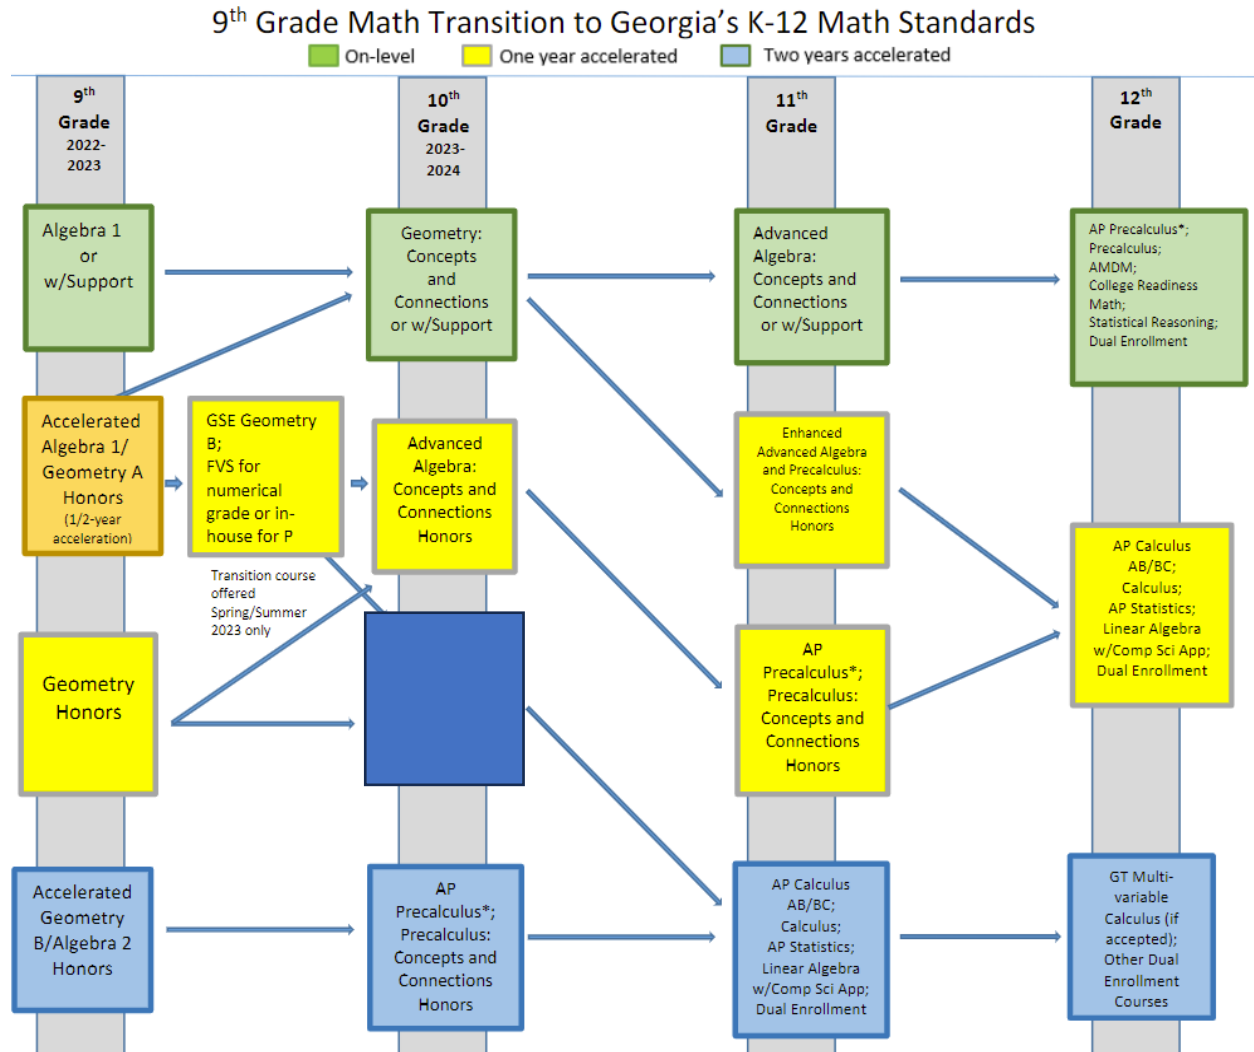 9th Grade Math Transition to Georgia’s K-12 Math Standards
On-level
One year accelerated
Two years accelerated
9th
Grade
2022-
2023
10th
Grade
2023-
2024
11th
Grade
12th
Grade
Algebra 1
or
w/Support
Geometry:
Concepts
and
Connections
or w/Support
Advanced
Algebra:
Concepts and
Connections
or w/Support
AP Precalculus*;
Precalculus;
AMDM;
College Readiness
Math;
Statistical Reasoning;
Dual Enrollment
Accelerated
Algebra 1/
Geometry A
Honors
(1/2-year
acceleration)
GSE Geometry
B;
FVS for
numerical
grade or in-
house for P
Advanced
Algebra:
Concepts and
Connections
Honors
Enhanced
Advanced Algebra
and Precalculus:
Concepts and
Connections
Honors
AP Calculus
AB/BC;
Calculus;
AP Statistics;
Linear Algebra
w/Comp Sci App;
Dual Enrollment
Transition course
offered
Spring/Summer
2023 only
Geometry
Honors
AP
Precalculus*;
Precalculus:
Concepts and
Connections
Honors
Accelerated
Geometry
B/Algebra 2
Honors
AP
Precalculus*;
Precalculus:
Concepts and
Connections
Honors
AP Calculus
AB/BC;
Calculus;
AP Statistics;
Linear Algebra
w/Comp Sci App;
Dual Enrollment
GT Multi-
variable
Calculus (if
accepted);
Other Dual
Enrollment
Courses